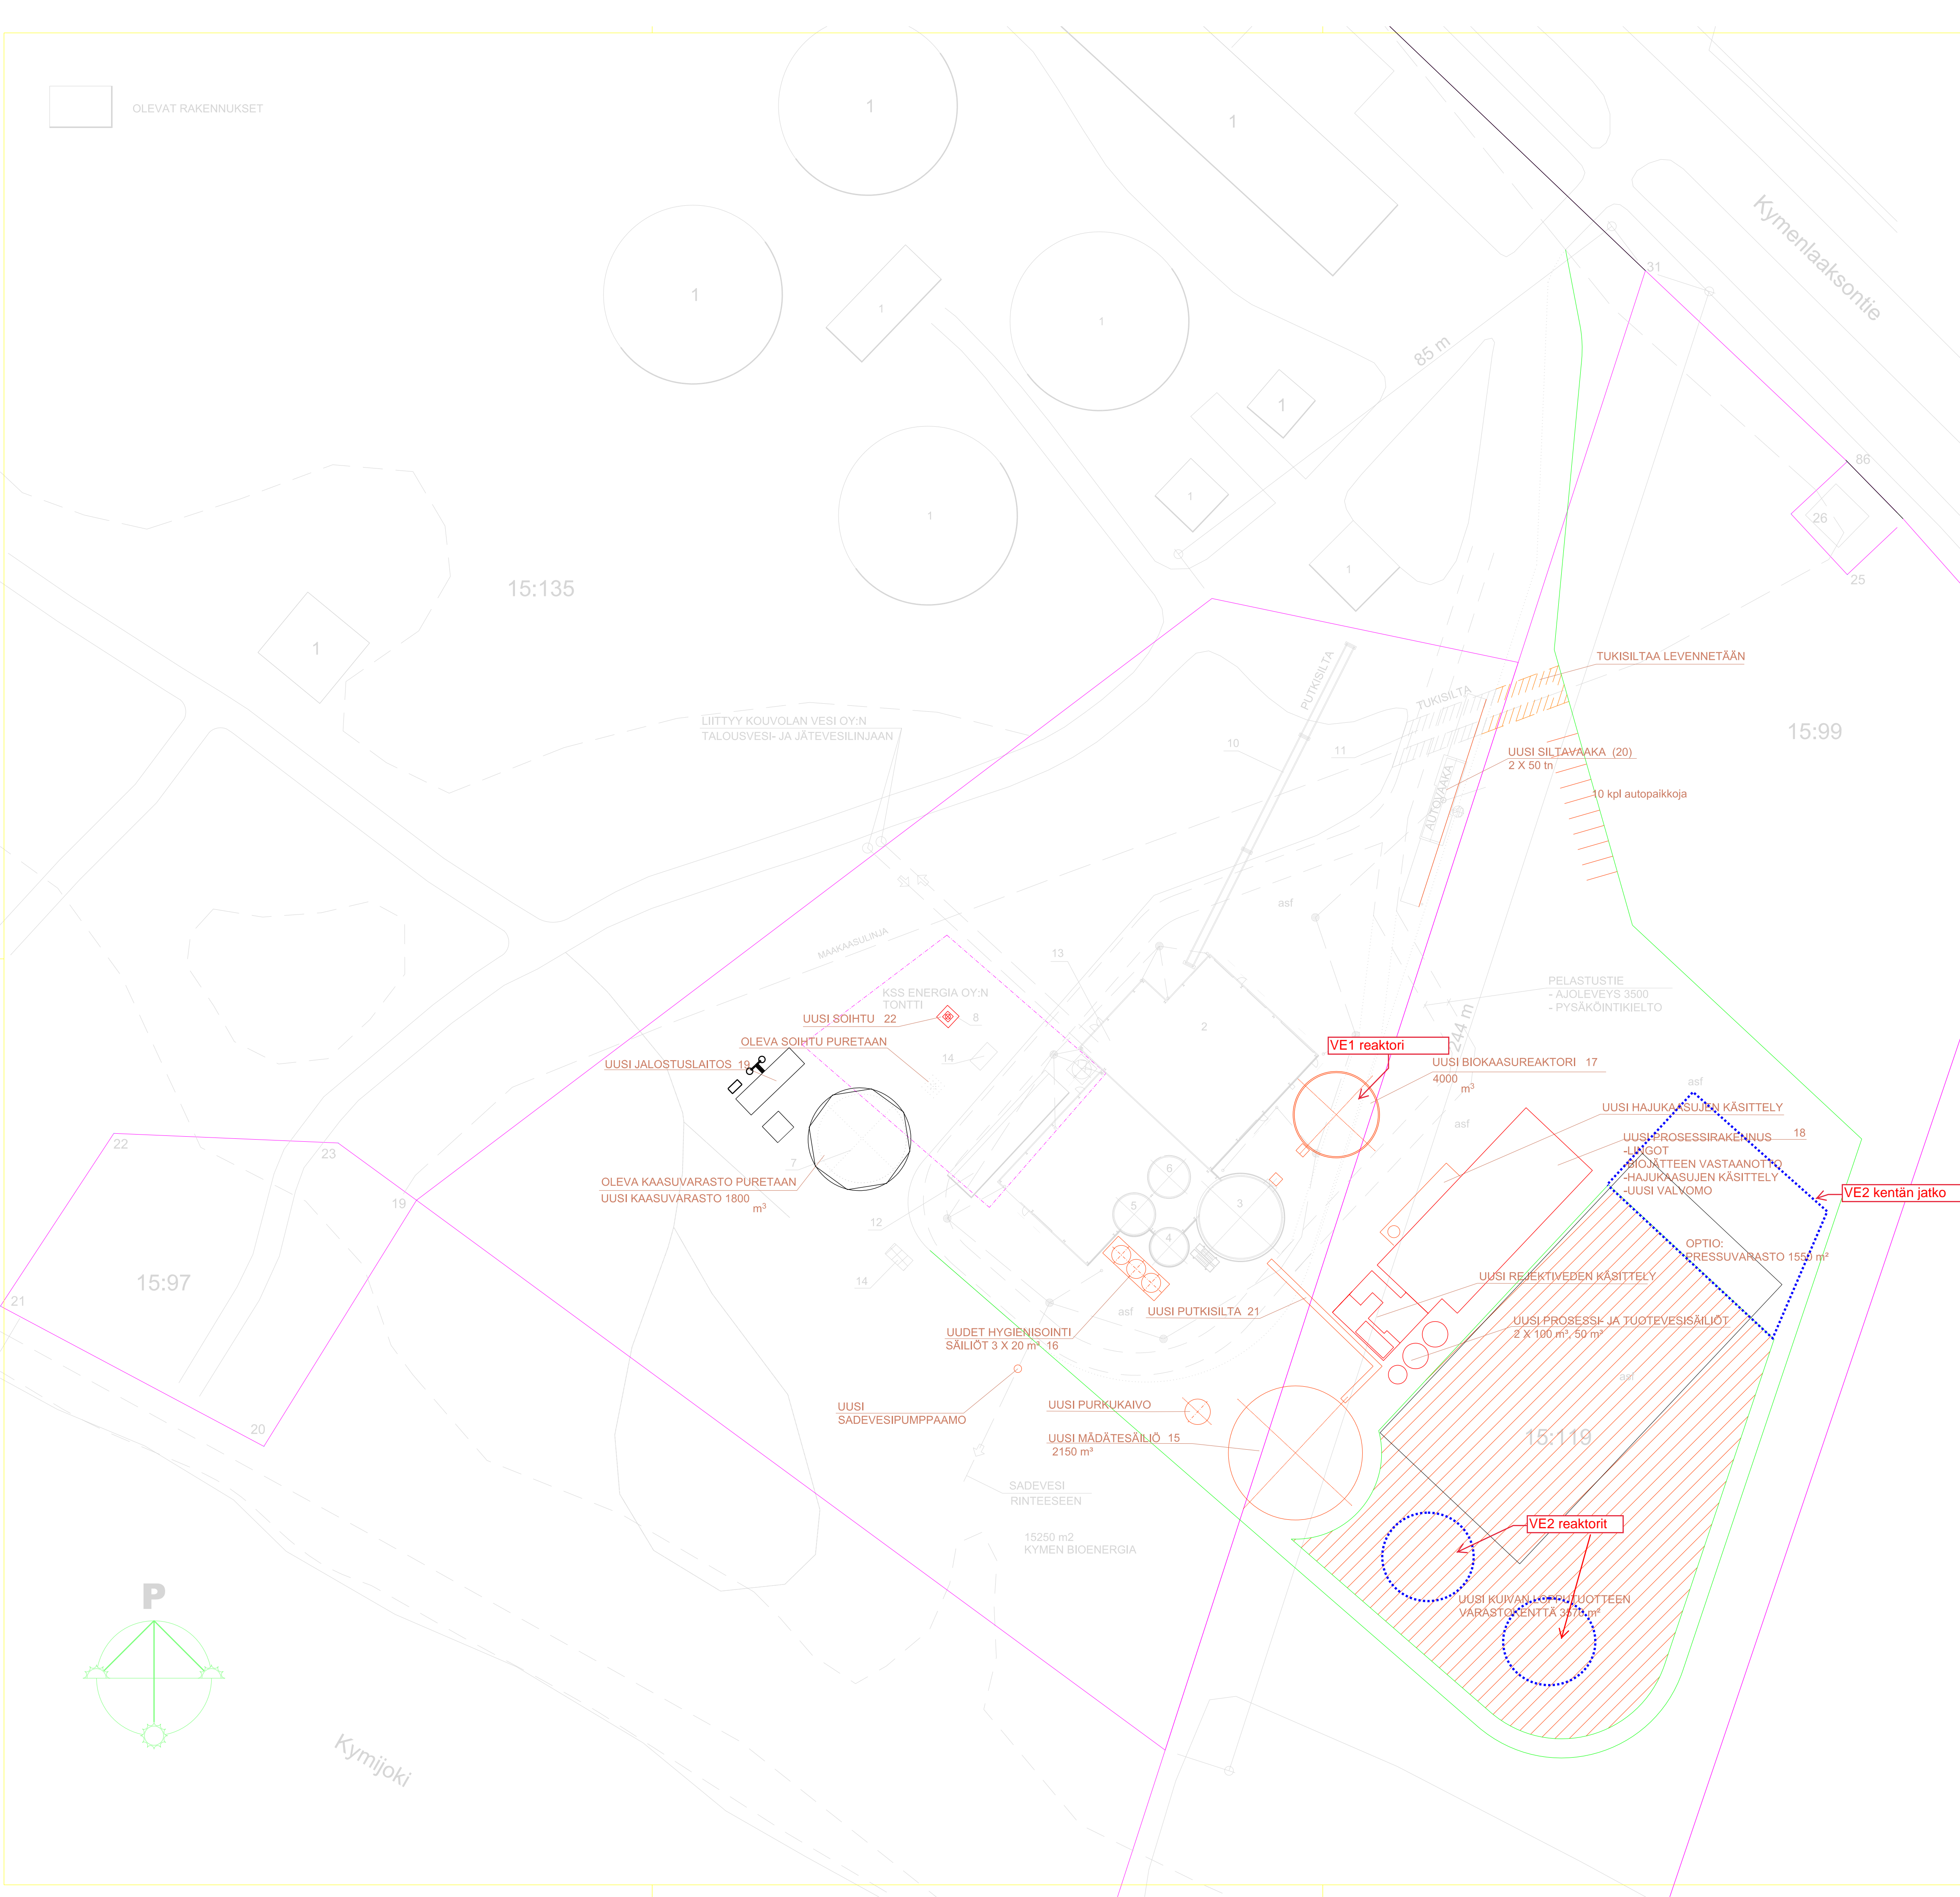 OLEVAT RAKENNUKSET
1
1
Kymenlaaksontie
1
1
1
31
85 m
1
86
1
26
1
1
25
15:135
1
TUKISILTAA LEVENNETÄÄN
PUTKISILTA
TUKISILTA
LIITTYY KOUVOLAN VESI OY:N
TALOUSVESI- JA JÄTEVESILINJAAN
15:99
10
11
UUSI SILTAVAAKA (20)
2 X 50 tn
AUTOVAAKA
10 kpl autopaikkoja
asf
MAAKAASULINJA
13
PELASTUSTIE
- AJOLEVEYS 3500
- PYSÄKÖINTIKIELTO
KSS ENERGIA OY:N
TONTTI
UUSI SOIHTU 22
8
2
244 m
OLEVA SOIHTU PURETAAN
VE1 reaktori
14
UUSI JALOSTUSLAITOS 19
UUSI BIOKAASUREAKTORI 17
4000
m³
asf
UUSI HAJUKAASUJEN KÄSITTELY
asf
22
23
UUSI PROSESSIRAKENNUS 18
-LINGOT
-BIOJÄTTEEN VASTAANOTTO
-HAJUKAASUJEN KÄSITTELY
-UUSI VALVOMO
7
6
OLEVA KAASUVARASTO PURETAAN
UUSI KAASUVARASTO 1800
m³
VE2 kentän jatko
19
5
3
12
4
OPTIO:
PRESSUVARASTO 1550 m²
15:97
14
UUSI REJEKTIVEDEN KÄSITTELY
21
asf
UUSI PUTKISILTA 21
UUSI PROSESSI- JA TUOTEVESISÄILIÖT
2 X 100 m³, 50 m³
UUDET HYGIENISOINTI
SÄILIÖT 3 X 20 m³ 16
asf
UUSI
SADEVESIPUMPPAAMO
UUSI PURKUKAIVO
20
UUSI MÄDÄTESÄILIÖ 15
2150 m³
15:119
SADEVESI
RINTEESEEN
VE2 reaktorit
15250 m2
KYMEN BIOENERGIA
P
UUSI KUIVAN LOPPUTUOTTEEN
VARASTOKENTTÄ 3570 m²
Kymijoki